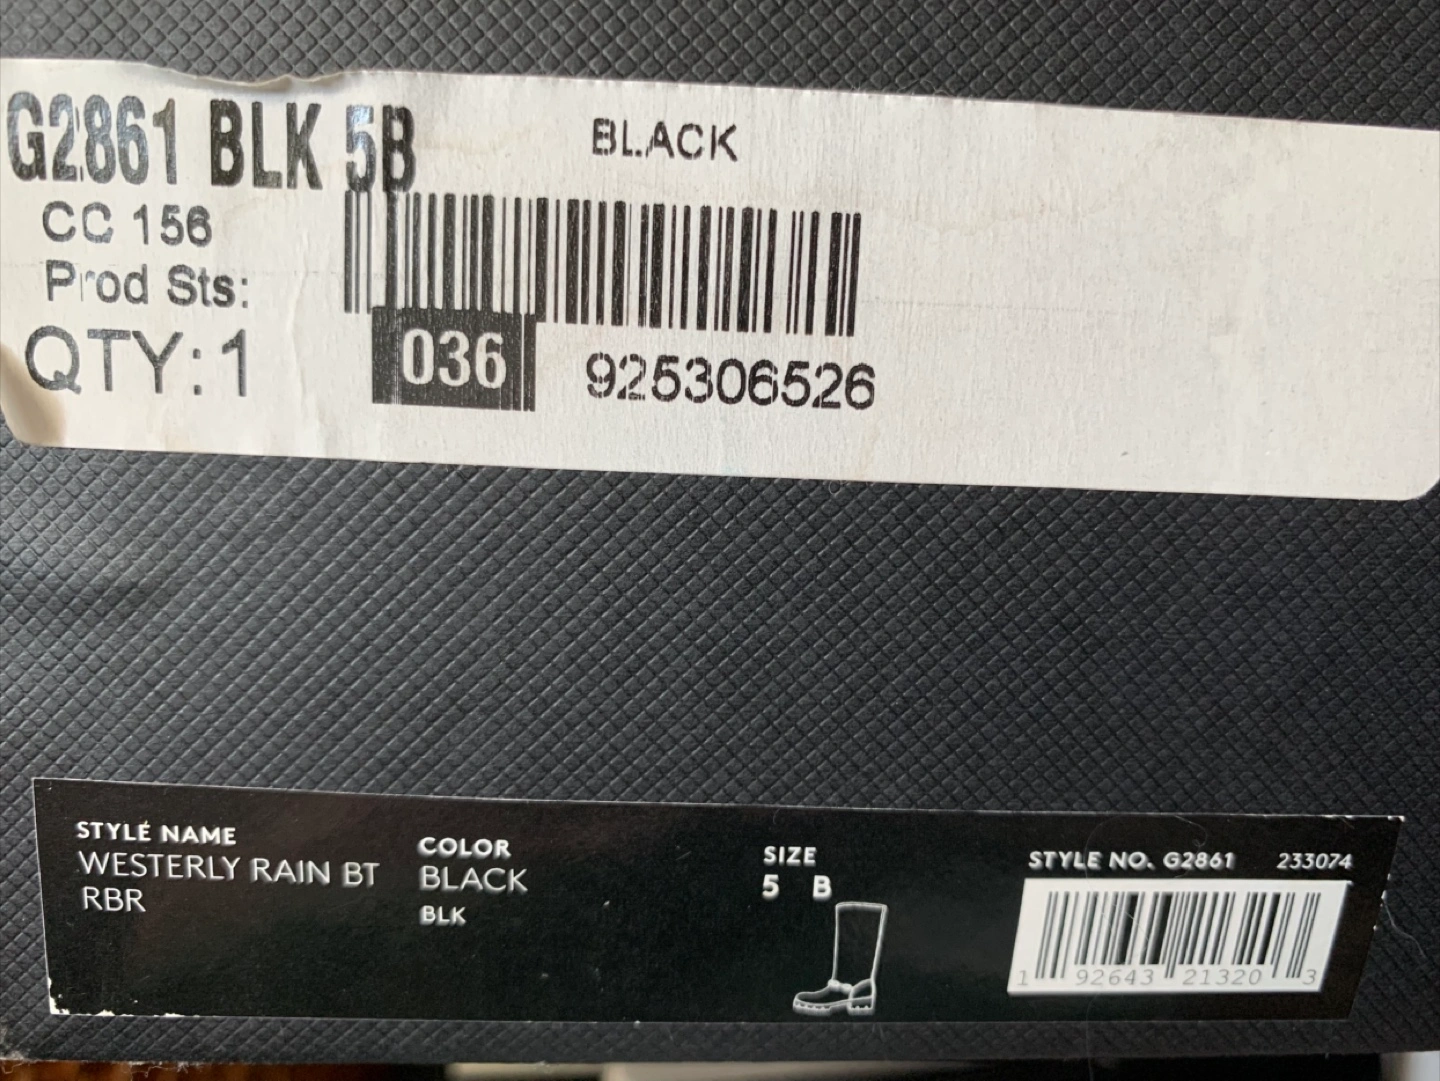 G2861 BLK 5B
BLACK
CC 156
Prod Sts:
QTY:1
036
925306526
STYLE NAME
WESTERLY RAIN BT
RBR
COLOR
BLACK
BLK
SIZE
5 B
STYLE NO. G2861 233074
1 92643 21320 3